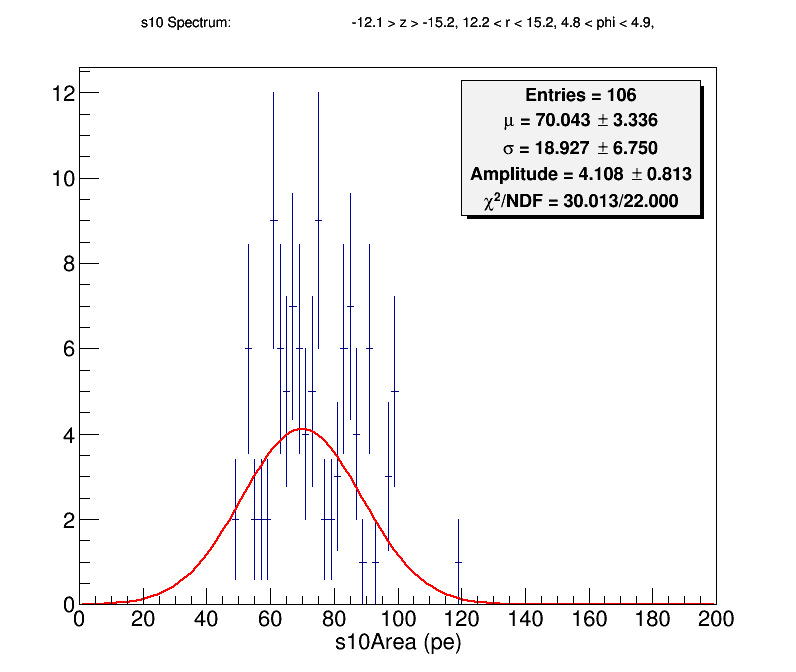 s10 Spectrum: -12.1 > z > -15.2, 12.2 < r < 15.2, 4.8 < phi < 4.9,
Entries = 106
μ = 70.043 ± 3.336
σ = 18.927 ± 6.750
Amplitude = 4.108 ± 0.813
χ²/NDF = 30.013/22.000
12
10
8
6
4
2
0
0 20 40 60 80 100 120 140 160 180 200
s10Area (pe)